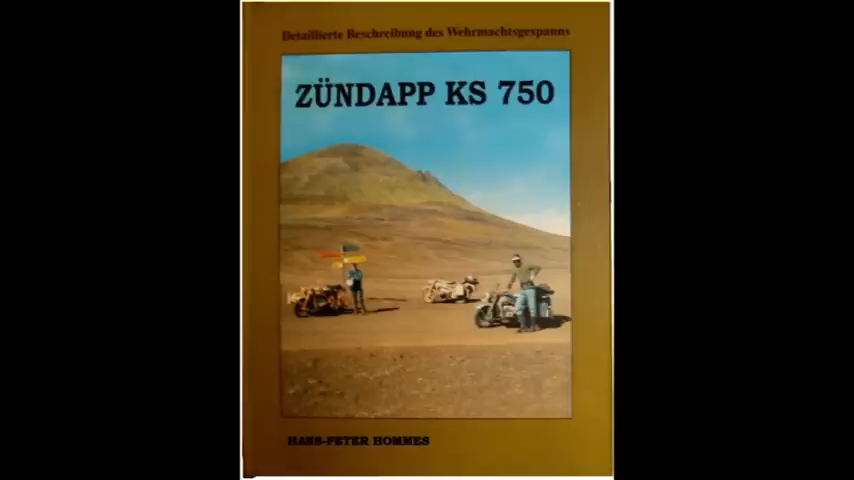 Detaillierte Beschreibung des Wehrmachtsgespanns
ZÜNDAPP KS 750
HANS-PETER HOMMES